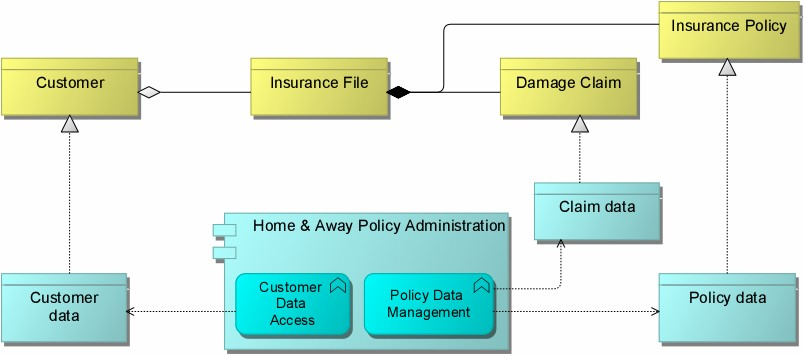 Insurance Policy
Customer
Insurance File
Damage Claim
Claim data
Home & Away Policy Administration
Customer
data
Customer
Data
Access
Policy Data
Management
Policy data